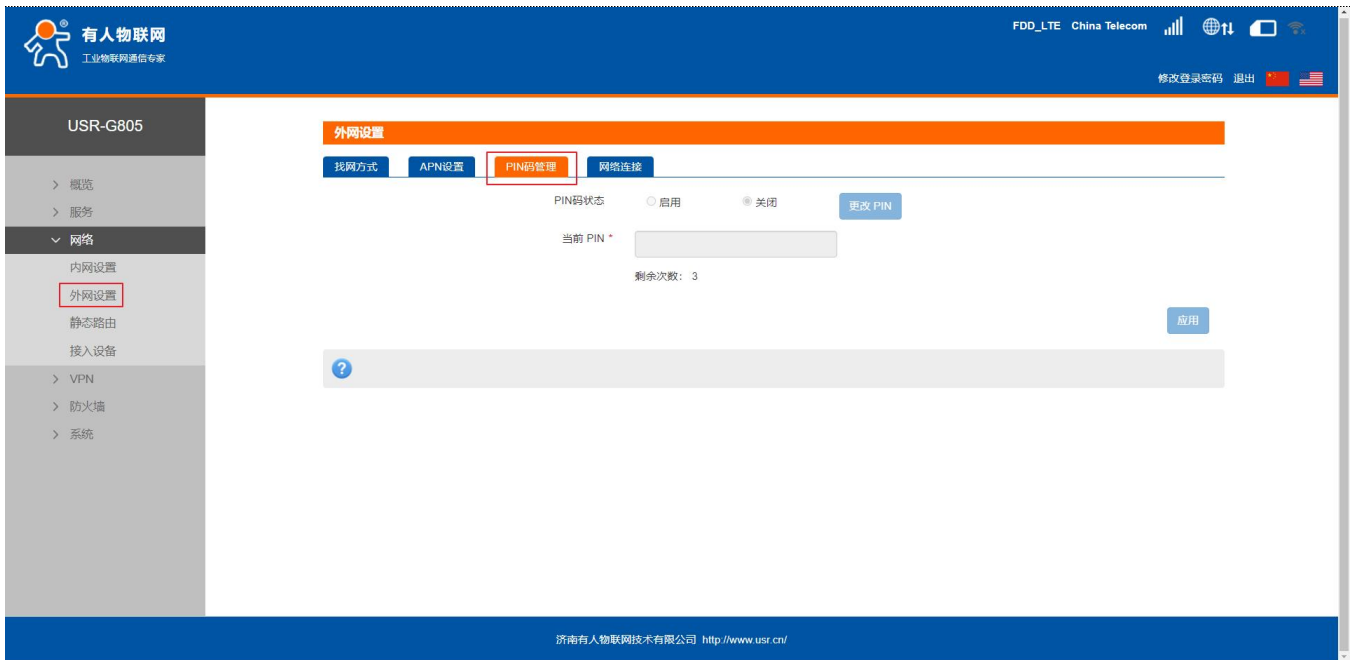 有人物联网
工业物联网通信专家
FDD_LTE China Telecom
修改登录密码 退出
USR-G805
概览
服务
网络
内网设置
外网设置
静态路由
接入设备
VPN
防火墙
系统
外网设置
找网方式 APN设置 PIN码管理 网络连接
PIN码状态 启用 关闭 更改 PIN
当前 PIN *
剩余次数: 3
应用
济南有人物联网技术有限公司 http://www.usr.cn/